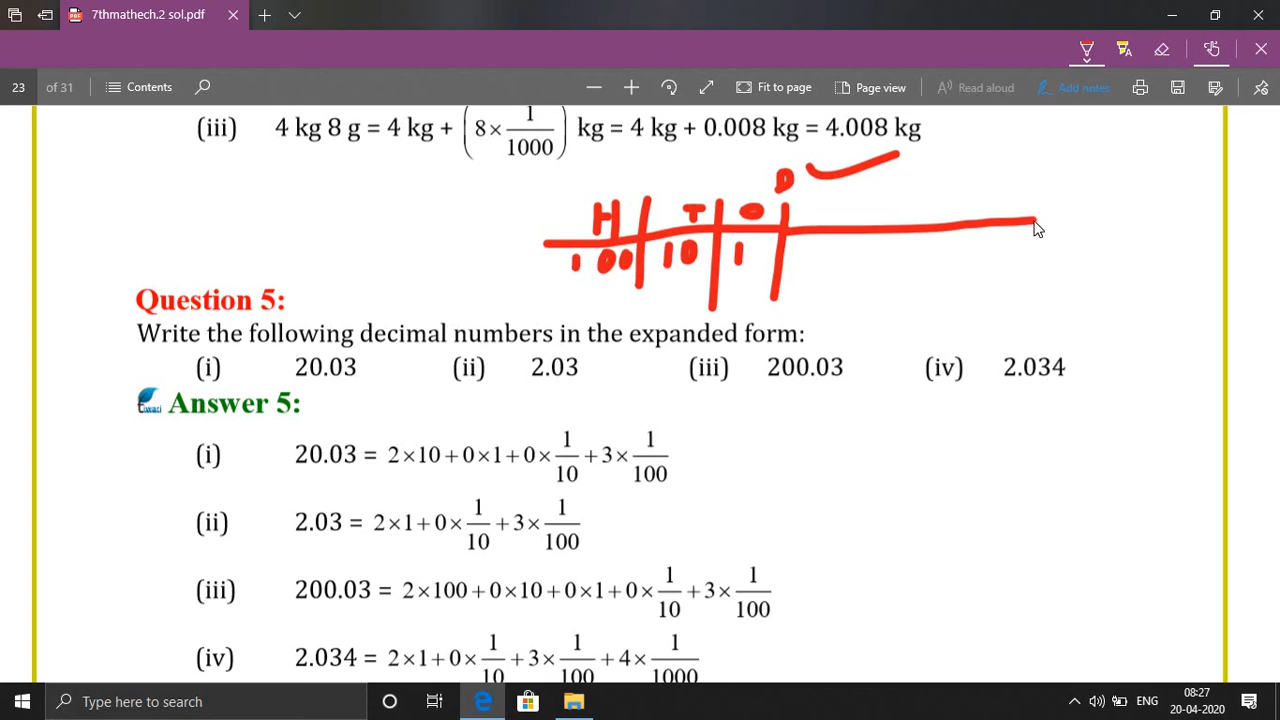 7thmathech.2 sol.pdf
23 of 31 Contents Fit to page Page view Read aloud Add notes
(iii) 4 kg 8 g = 4 kg + (8 × 1/1000) kg = 4 kg + 0.008 kg = 4.008 kg
D
H T O
100 10 1
Question 5:
Write the following decimal numbers in the expanded form:
(i) 20.03 (ii) 2.03 (iii) 200.03 (iv) 2.034
Answer 5:
(i) 20.03 = 2×10+0×1+0×1/10+3×1/100
(ii) 2.03 = 2×1+0×1/10+3×1/100
(iii) 200.03 = 2×100+0×10+0×1+0×1/10+3×1/100
(iv) 2.034 = 2×1+0×1/10+3×1/100+4×1/1000
Type here to search
ENG
08:27
20-04-2020